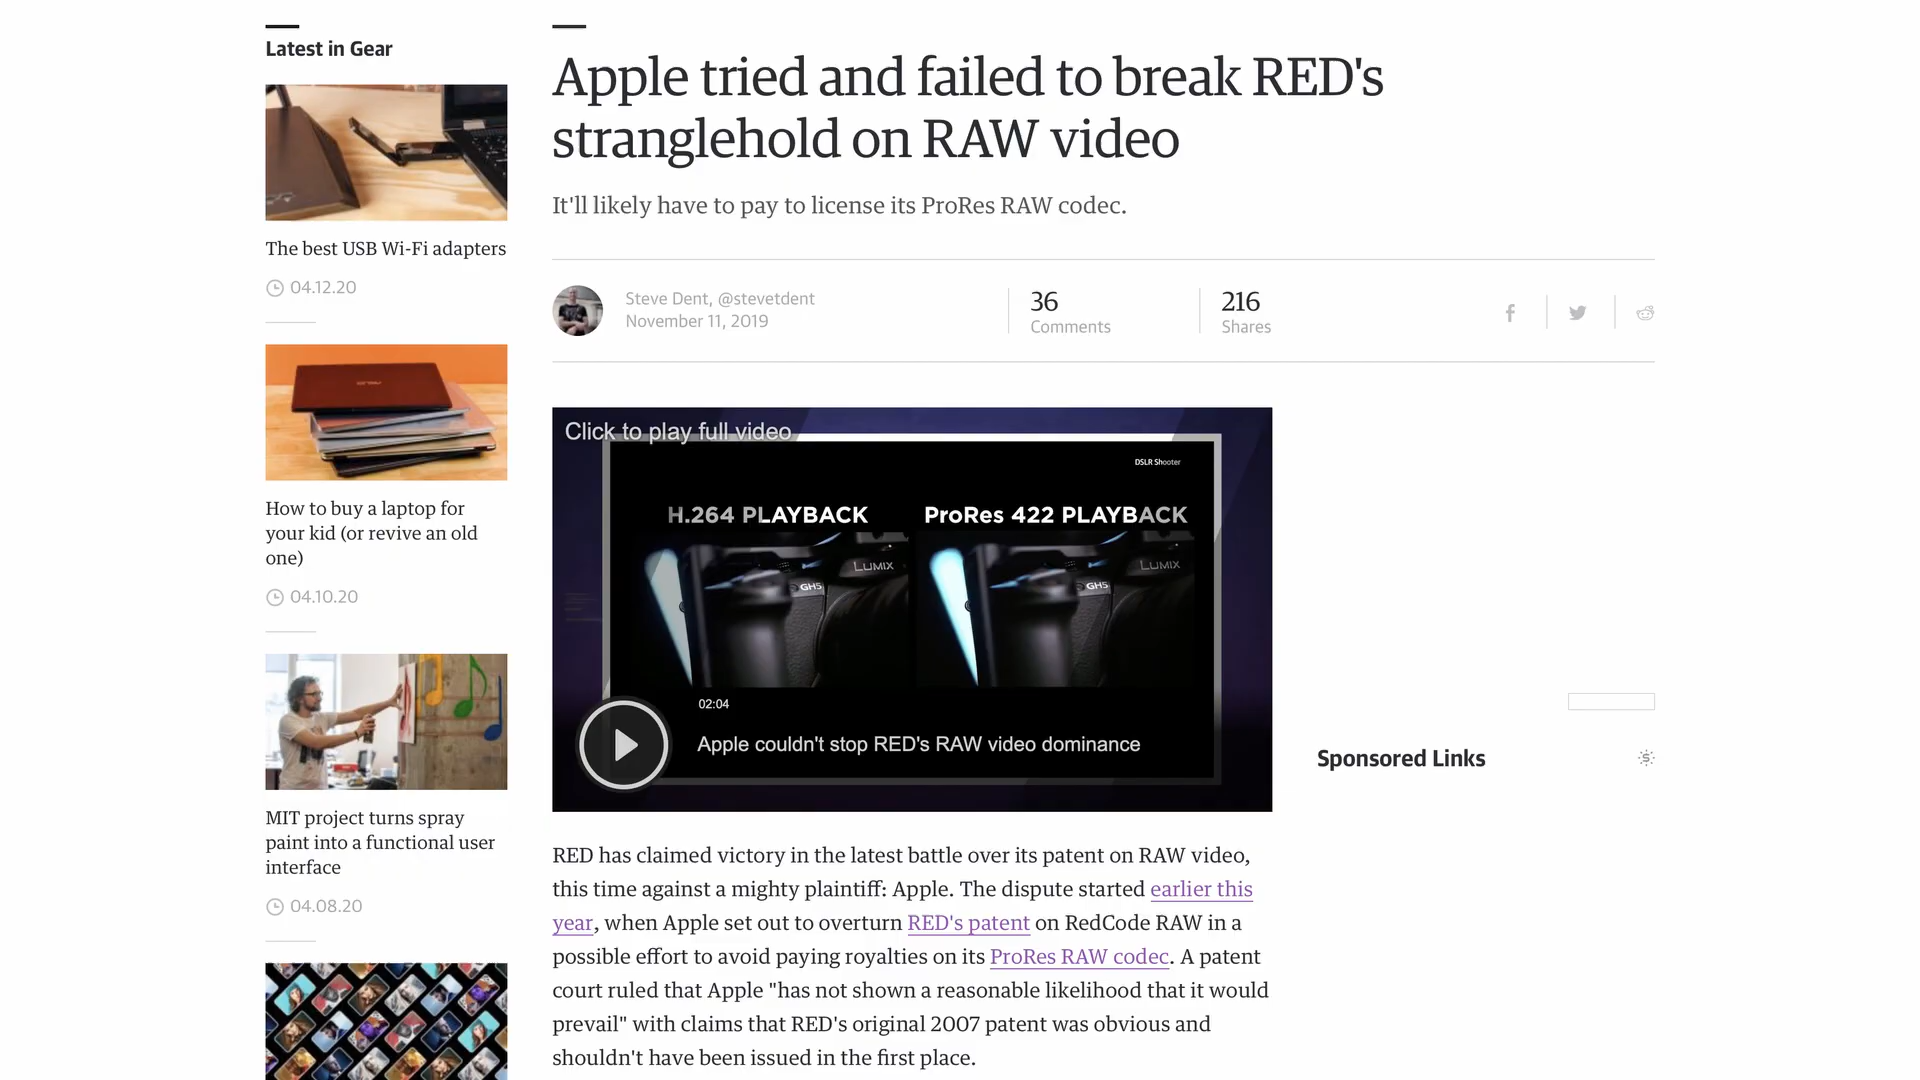 Latest in Gear
The best USB Wi-Fi adapters
04.12.20
How to buy a laptop for
your kid (or revive an old
one)
04.10.20
MIT project turns spray
paint into a functional user
interface
04.08.20
Apple tried and failed to break RED's
stranglehold on RAW video
It'll likely have to pay to license its ProRes RAW codec.
Steve Dent, @stevetdent
November 11, 2019
36
Comments
216
Shares
Click to play full video
DSLR Shooter
H.264 PLAYBACK
ProRes 422 PLAYBACK
LUMIX
GH5
LUMIX
GH5
02:04
Apple couldn't stop RED's RAW video dominance
Sponsored Links
RED has claimed victory in the latest battle over its patent on RAW video,
this time against a mighty plaintiff: Apple. The dispute started earlier this
year, when Apple set out to overturn RED's patent on RedCode RAW in a
possible effort to avoid paying royalties on its ProRes RAW codec. A patent
court ruled that Apple "has not shown a reasonable likelihood that it would
prevail" with claims that RED's original 2007 patent was obvious and
shouldn't have been issued in the first place.